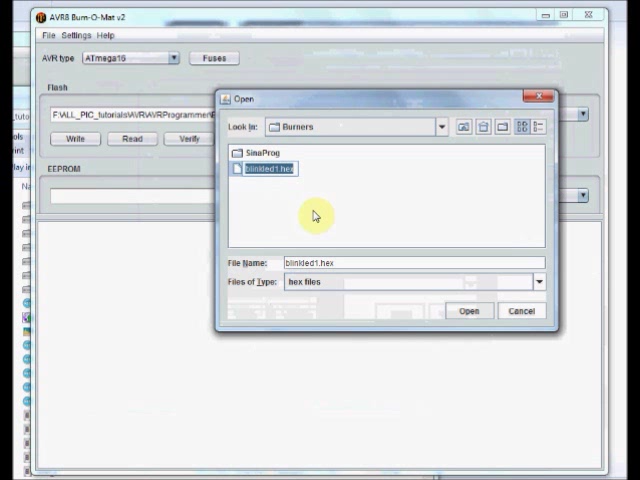 AVR8 Burn-O-Mat v2
File Settings Help
AVR type ATmega16 Fuses
Flash
F:\ALL_PIC_tutorials\AVR\AVRProgrammer\
Write Read Verify
EEPROM
Open
Look In: Burners
SinaProg
blinkled1.hex
File Name: blinkled1.hex
Files of Type: hex files
Open Cancel